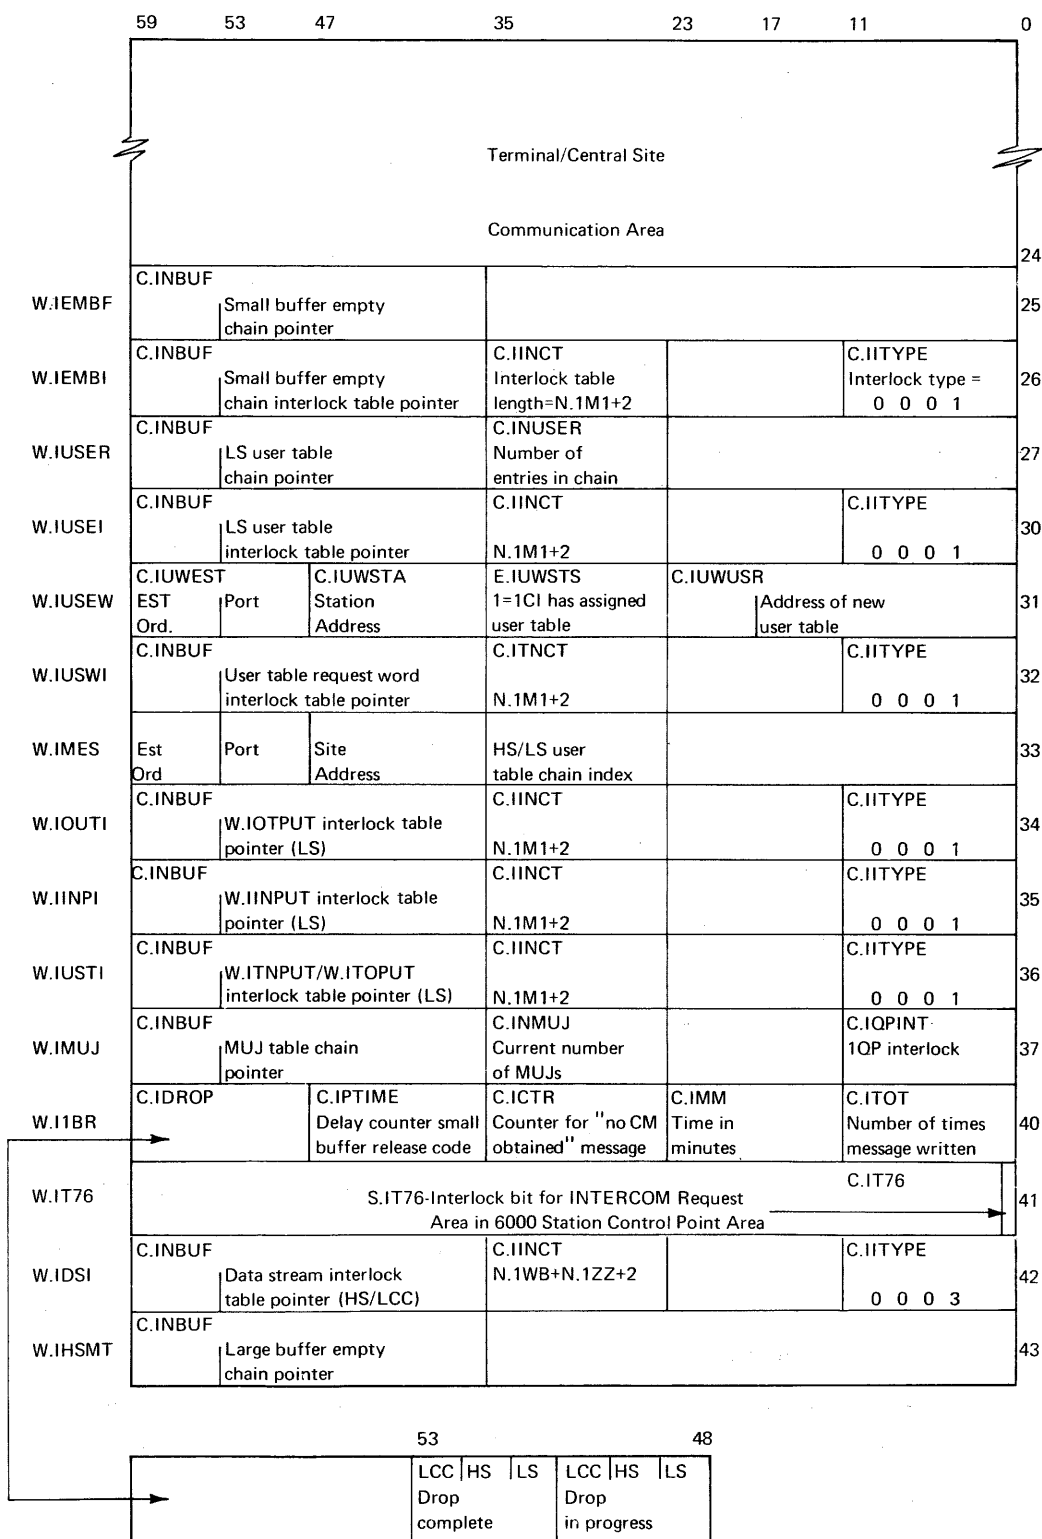 59 53 47 35 23 17 11 0
Terminal/Central Site
Communication Area
24
C.INBUF
W.IEMBF Small buffer empty 25
chain pointer
C.INBUF C.IINCT C.IITYPE
W.IEMBI Small buffer empty Interlock table Interlock type = 26
chain interlock table pointer length=N.1M1+2 0 0 0 1
C.INBUF C.INUSER
W.IUSER LS user table Number of 27
chain pointer entries in chain
C.INBUF C.IINCT C.IITYPE
W.IUSEI LS user table 30
interlock table pointer N.1M1+2 0 0 0 1
C.IUWEST C.IUWSTA E.IUWSTS C.IUWUSR
W.IUSEW EST Port Station 1=1CI has assigned Address of new 31
Ord. Address user table user table
C.INBUF C.ITNCT C.IITYPE
W.IUSWI User table request word 32
interlock table pointer N.1M1+2 0 0 0 1
W.IMES Est Port Site HS/LS user 33
Ord Address table chain index
C.INBUF C.IINCT C.IITYPE
W.IOUTI W.IOTPUT interlock table 34
pointer (LS) N.1M1+2 0 0 0 1
C.INBUF C.IINCT C.IITYPE
W.IINPI W.IINPUT interlock table 35
pointer (LS) N.1M1+2 0 0 0 1
C.INBUF C.IINCT C.IITYPE
W.IUSTI W.ITNPUT/W.ITOPUT 36
interlock table pointer (LS) N.1M1+2 0 0 0 1
C.INBUF C.INMUJ C.IQPINT
W.IMUJ MUJ table chain Current number 1QP interlock 37
pointer of MUJs
C.IDROP C.IPTIME C.ICTR C.IMM C.ITOT
W.I1BR Delay counter small Counter for "no CM Time in Number of times 40
buffer release code obtained" message minutes message written
C.IT76
W.IT76 S.IT76-Interlock bit for INTERCOM Request 41
Area in 6000 Station Control Point Area
C.INBUF C.IINCT C.IITYPE
W.IDSI Data stream interlock N.1WB+N.1ZZ+2 42
table pointer (HS/LCC) 0 0 0 3
C.INBUF
W.IHSMT Large buffer empty 43
chain pointer
53 48
LCC HS LS LCC HS LS
Drop Drop
complete in progress